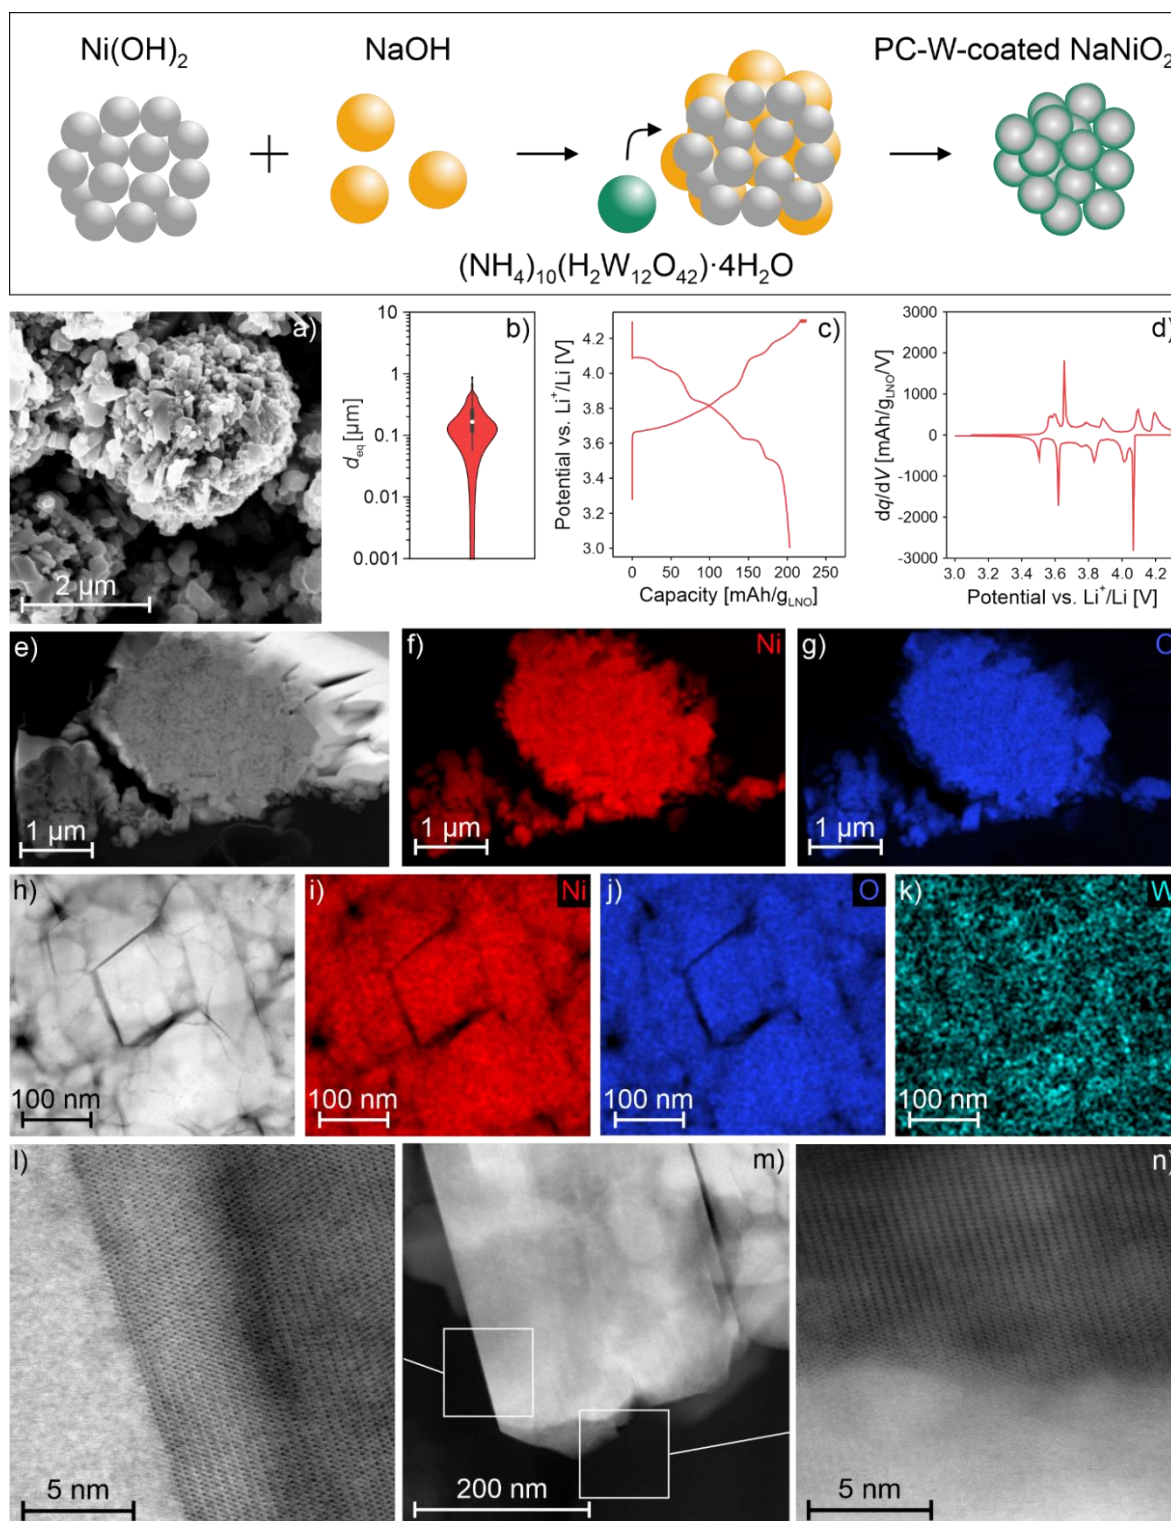 Ni(OH)₂
NaOH
PC-W-coated NaNiO₂
(NH₄)₁₀(H₂W₁₂O₄₂)·4H₂O
a)
2 µm
b)
d_eq [µm]
10
1
0.1
0.01
0.001
c)
Potential vs. Li⁺/Li [V]
4.2
4.0
3.8
3.6
3.4
3.2
3.0
0 50 100 150 200 250
Capacity [mAh/g_LNO]
d)
dq/dV [mAh/g_LNO/V]
3000
2000
1000
0
-1000
-2000
-3000
3.0 3.2 3.4 3.6 3.8 4.0 4.2
Potential vs. Li⁺/Li [V]
e)
1 µm
f)
Ni
1 µm
g)
1 µm
h)
100 nm
i)
Ni
100 nm
j)
O
100 nm
k)
W
100 nm
l)
5 nm
m)
200 nm
n)
5 nm